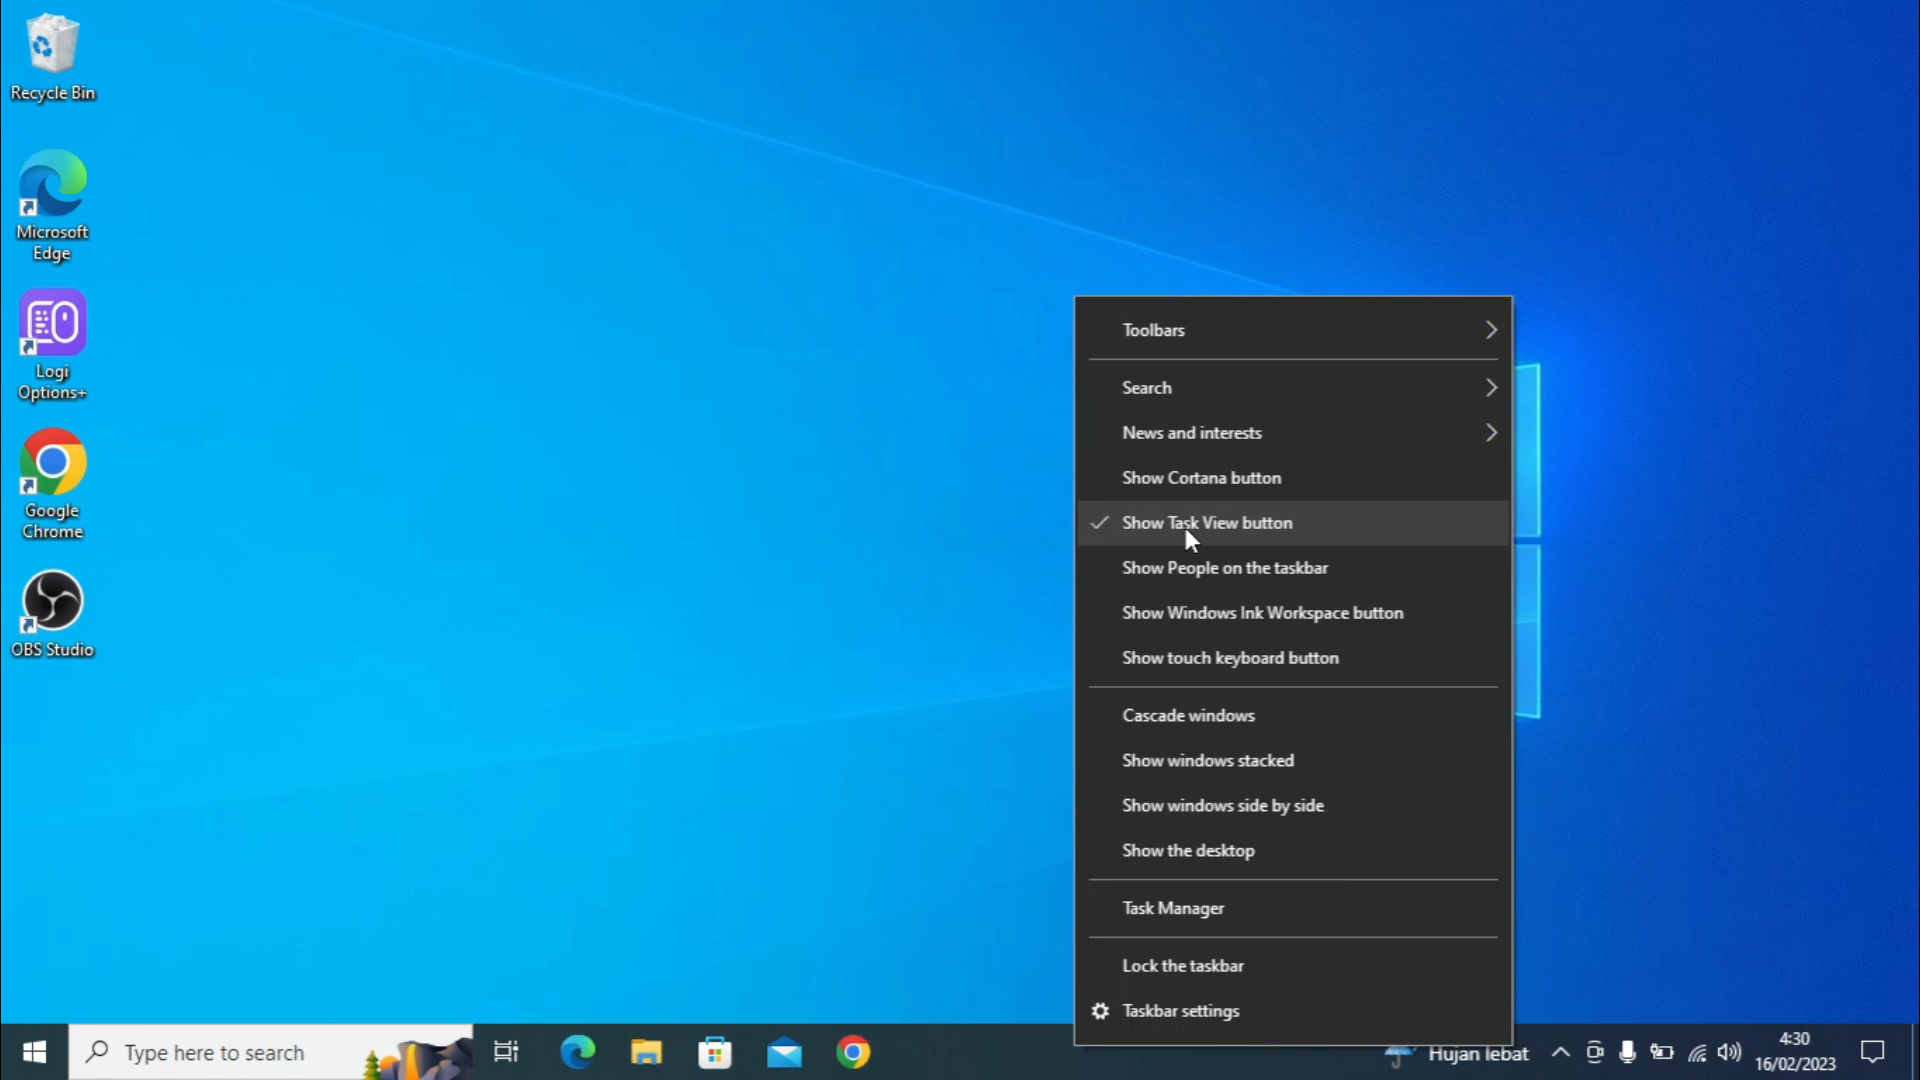 Recycle Bin
Microsoft
Edge
Logi
Options+
Google
Chrome
OBS Studio
Toolbars
Search
News and interests
Show Cortana button
Show Task View button
Show People on the taskbar
Show Windows Ink Workspace button
Show touch keyboard button
Cascade windows
Show windows stacked
Show windows side by side
Show the desktop
Task Manager
Lock the taskbar
Taskbar settings
Type here to search
Hujan lebat
4:30
16/02/2023